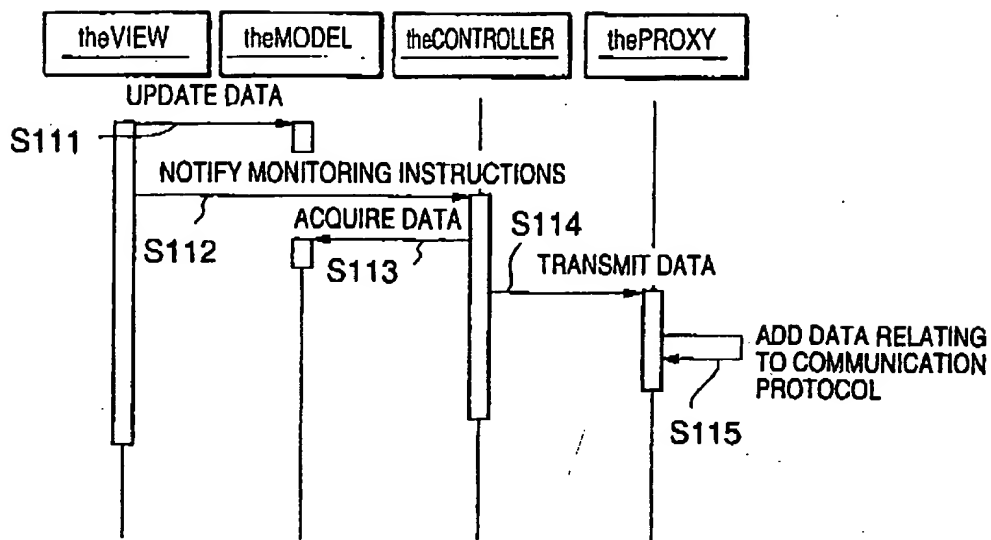 theVIEW
theMODEL
theCONTROLLER
thePROXY
UPDATE DATA
S111
NOTIFY MONITORING INSTRUCTIONS
S112
ACQUIRE DATA
S113
S114
TRANSMIT DATA
ADD DATA RELATING
TO COMMUNICATION
PROTOCOL
S115